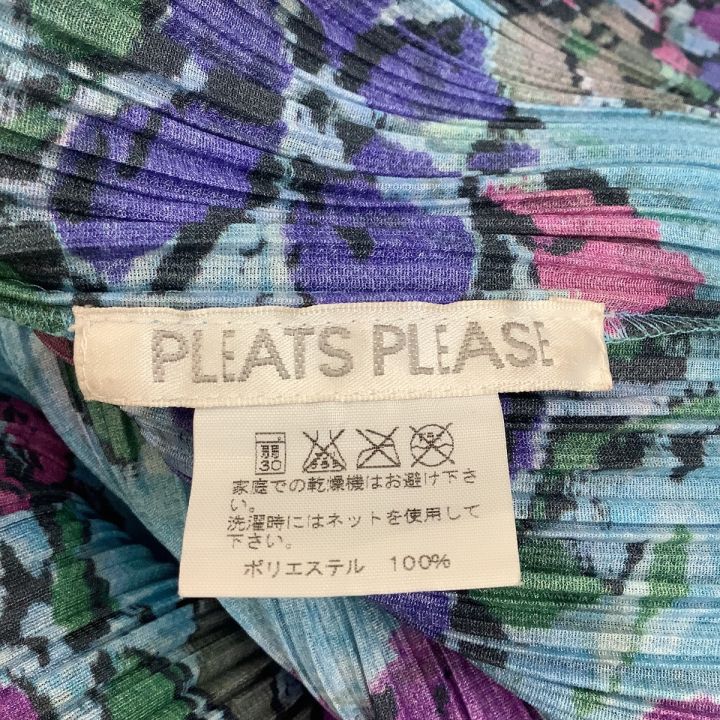 PLEATS PLEASE
弱
30
家庭での乾燥機はお避け下さ
い。
洗濯時にはネットを使用して
下さい。
ポリエステル 100%